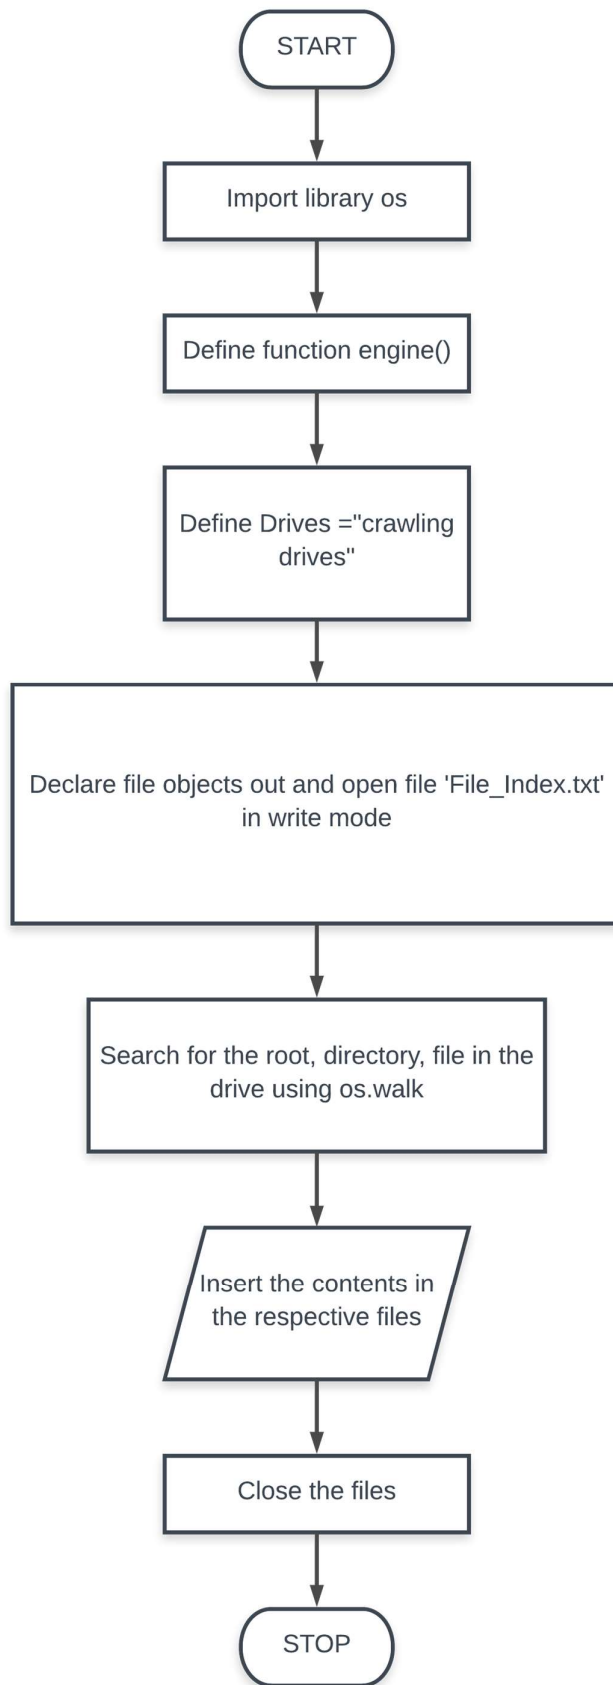 START
Import library os
Define function engine()
Define Drives ="crawling
drives"
Declare file objects out and open file 'File_Index.txt'
in write mode
Search for the root, directory, file in the
drive using os.walk
Insert the contents in
the respective files
Close the files
STOP